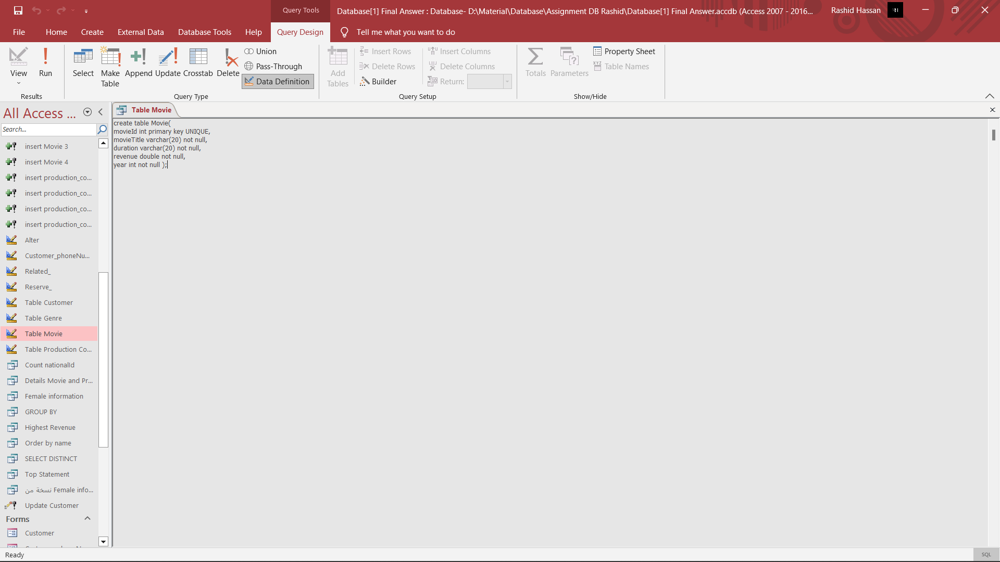 Query Tools
Database[1] Final Answer : Database- D:\Material\Database\Assignment DB Rashid\Database[1] Final Answer.accdb (Access 2007 - 2016...
Rashid Hassan
File Home Create External Data Database Tools Help Query Design Tell me what you want to do
View
Run
Select
Make Table
Append
Update
Crosstab
Delete
Union
Pass-Through
Data Definition
Add Tables
Insert Rows
Delete Rows
Builder
Insert Columns
Delete Columns
Return:
Totals
Parameters
Property Sheet
Table Names
Results
Query Type
Query Setup
Show/Hide
All Access ...
Search...
insert Movie 3
insert Movie 4
insert production_co...
insert production_co...
insert production_co...
insert production_co...
Alter
Customer_phoneNu...
Related_
Reserve_
Table Customer
Table Genre
Table Movie
Table Production Co...
Count nationalId
Details Movie and Pr...
Female information
GROUP BY
Highest Revenue
Order by name
SELECT DISTINCT
Top Statement
نسخة من Female info...
Update Customer
Forms
Customer
Table Movie
create table Movie(
movieId int primary key UNIQUE,
movieTitle varchar(20) not null,
duration varchar(20) not null,
revenue double not null,
year int not null );
Ready
SQL